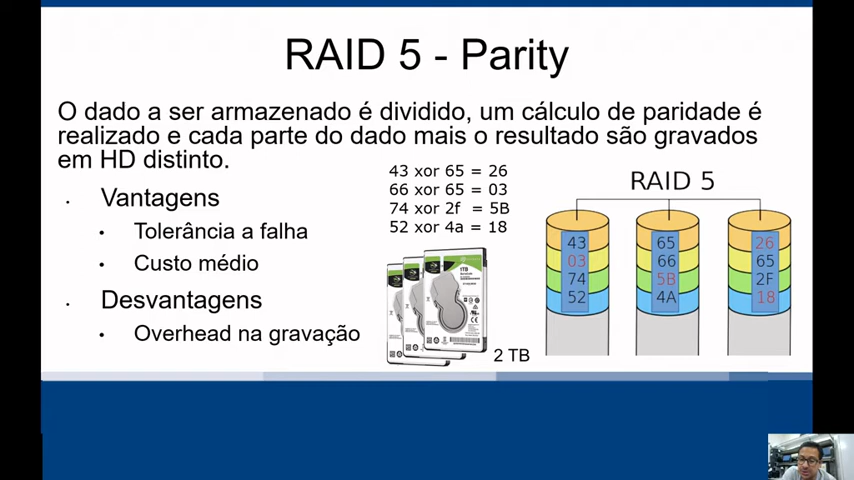 RAID 5 - Parity
O dado a ser armazenado é dividido, um cálculo de paridade é
realizado e cada parte do dado mais o resultado são gravados
em HD distinto.
43 xor 65 = 26
66 xor 65 = 03
74 xor 2f = 5B
52 xor 4a = 18
• Vantagens
• Tolerância a falha
• Custo médio
• Desvantagens
• Overhead na gravação
1TB
2 TB
RAID 5
43 65 26
03 66 65
74 5B 2F
52 4A 18